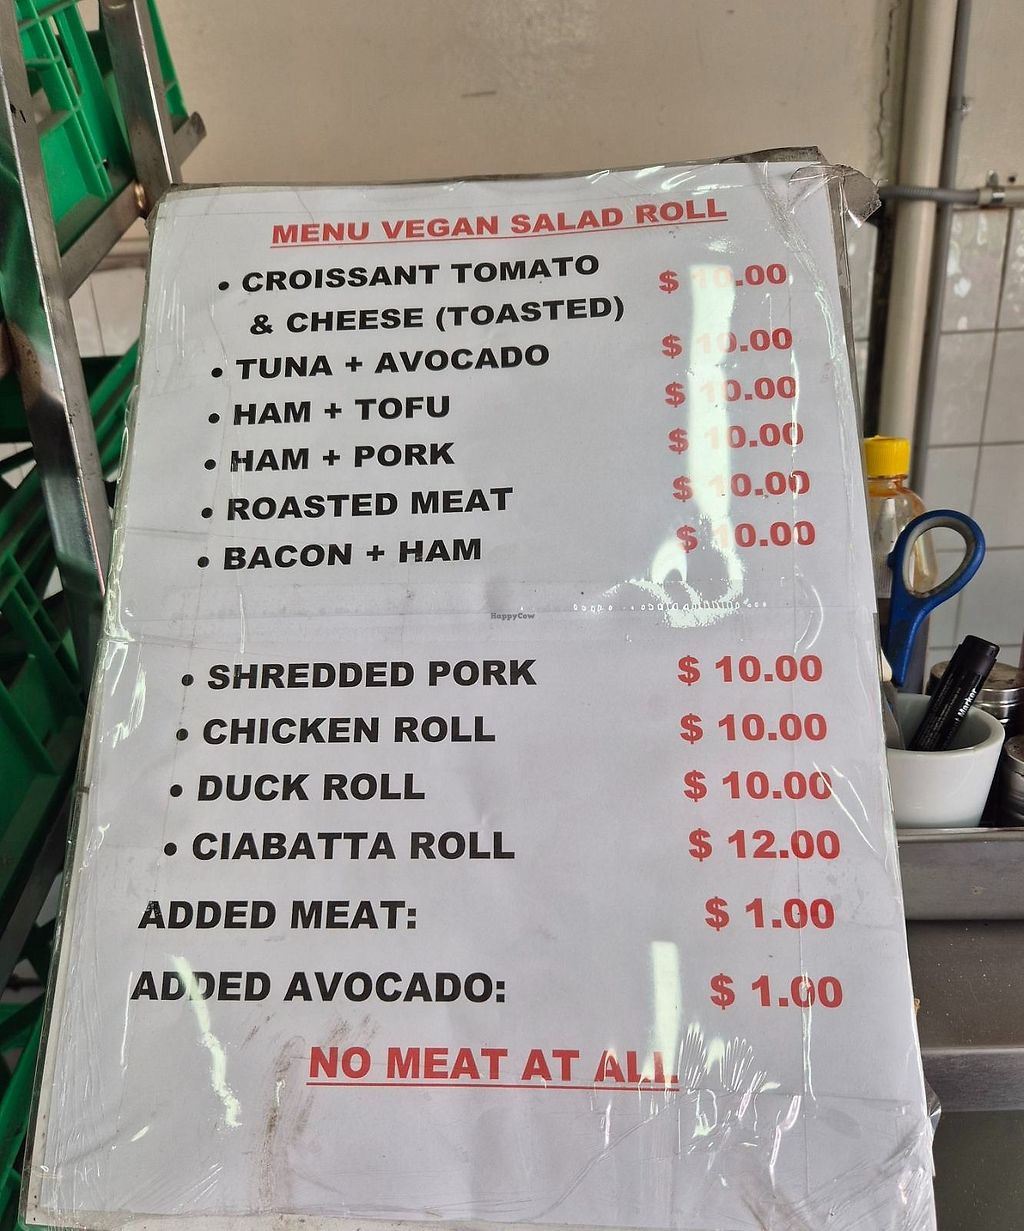 MENU VEGAN SALAD ROLL
• CROISSANT TOMATO $ 10.00
& CHEESE (TOASTED)
• TUNA + AVOCADO $ 10.00
• HAM + TOFU $ 10.00
• HAM + PORK $ 10.00
• ROASTED MEAT $ 10.00
• BACON + HAM $ 10.00
HappyCow
• SHREDDED PORK $ 10.00
• CHICKEN ROLL $ 10.00
• DUCK ROLL $ 10.00
• CIABATTA ROLL $ 12.00
Marker
ADDED MEAT: $ 1.00
ADDED AVOCADO: $ 1.00
NO MEAT AT ALL